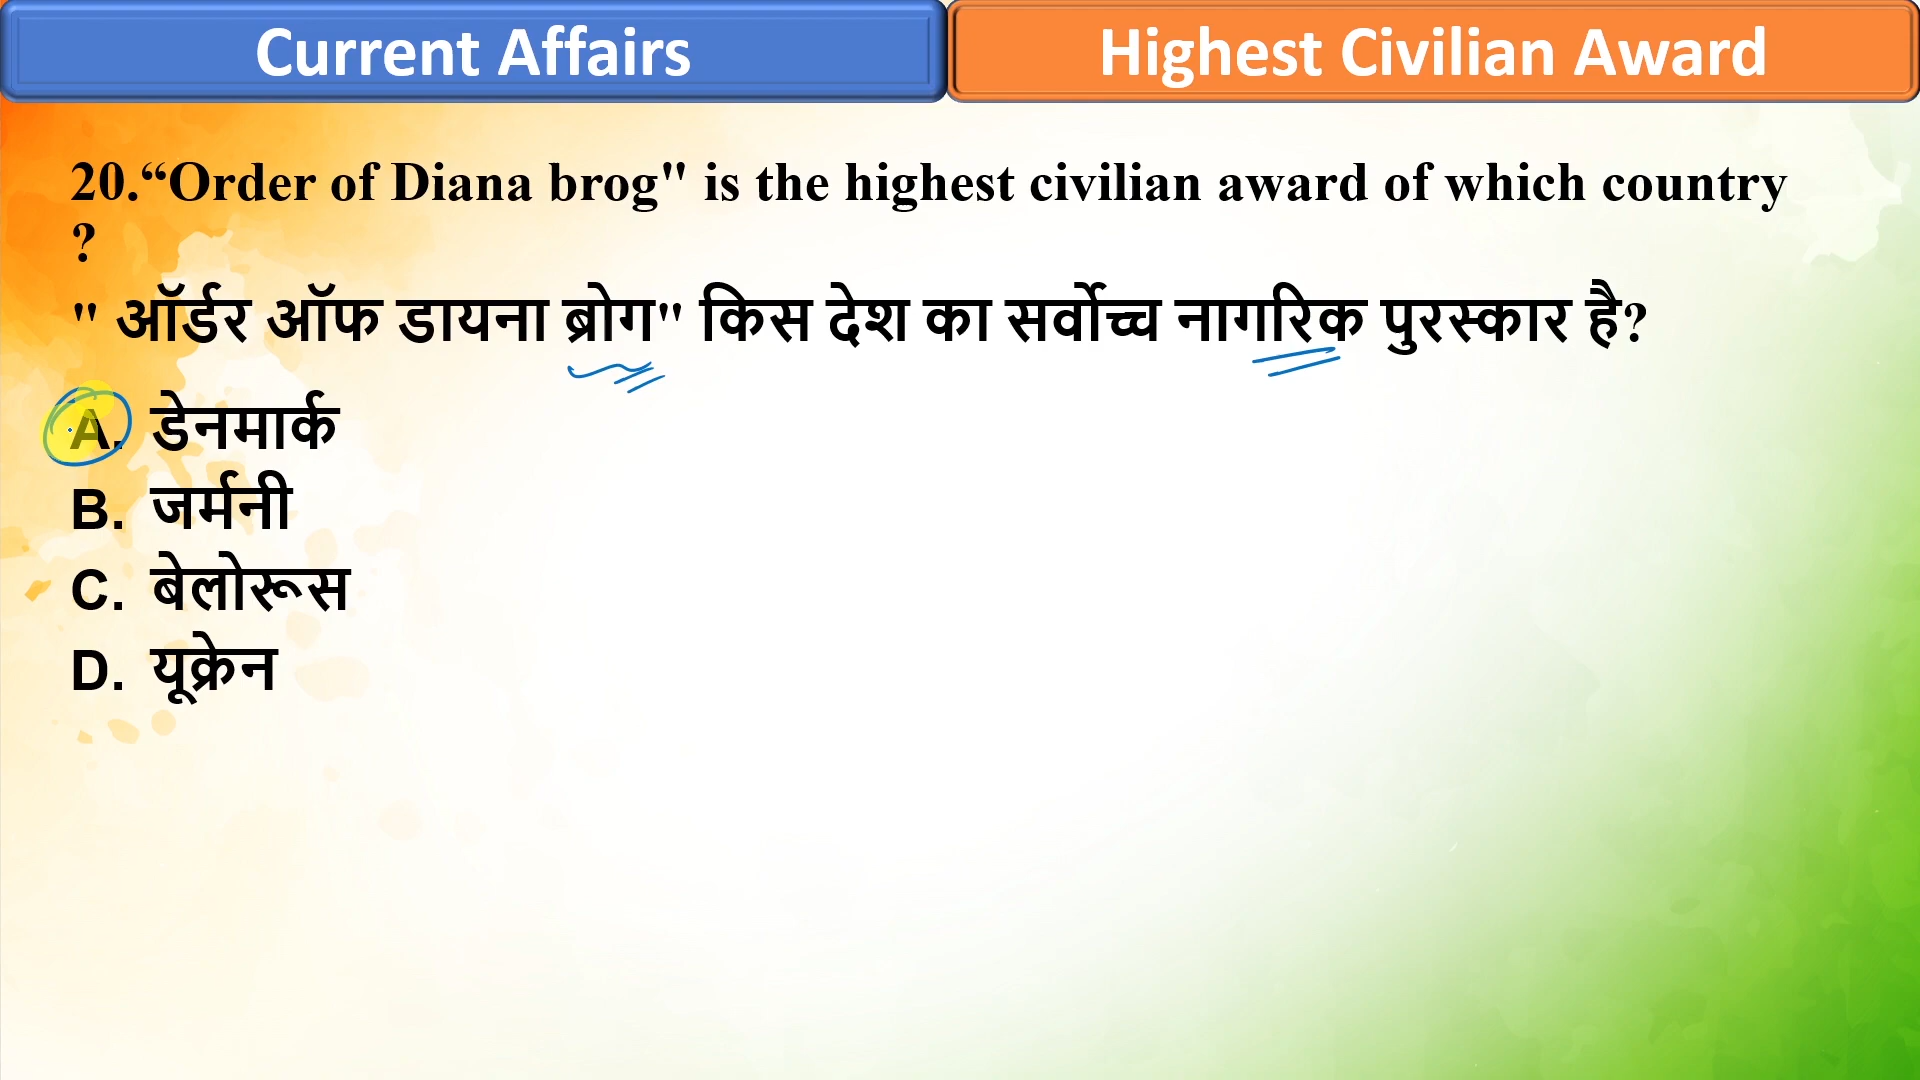 Current Affairs
Highest Civilian Award
20.“Order of Diana brog" is the highest civilian award of which country
?
" ऑर्डर ऑफ डायना ब्रोग" किस देश का सर्वोच्च नागरिक पुरस्कार है?
A. डेनमार्क
B. जर्मनी
C. बेलोरूस
D. यूक्रेन